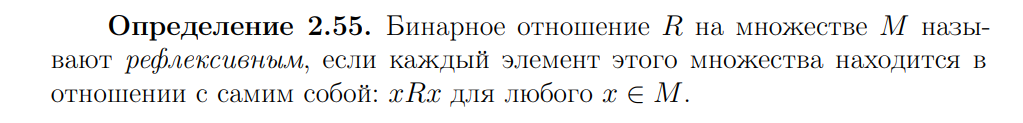 Определение 2.55. Бинарное отношение R на множестве M назы-
вают рефлексивным, если каждый элемент этого множества находится в
отношении с самим собой: xRx для любого x ∈ M.